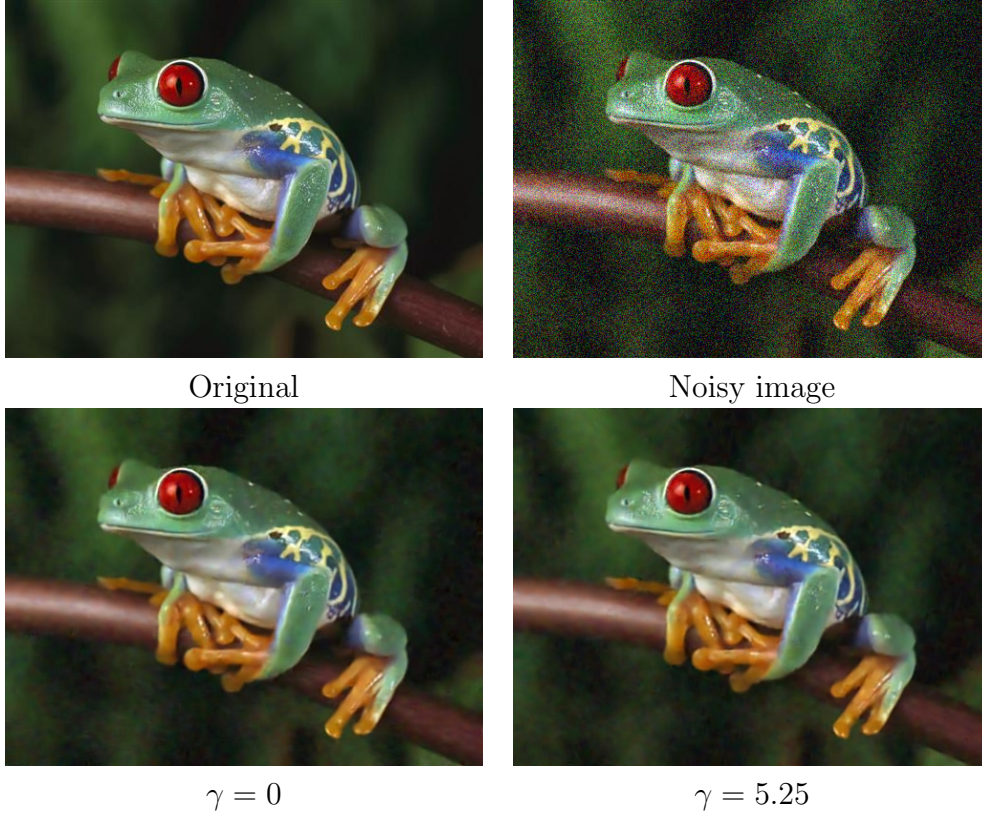 Original
Noisy image
γ = 0
γ = 5.25